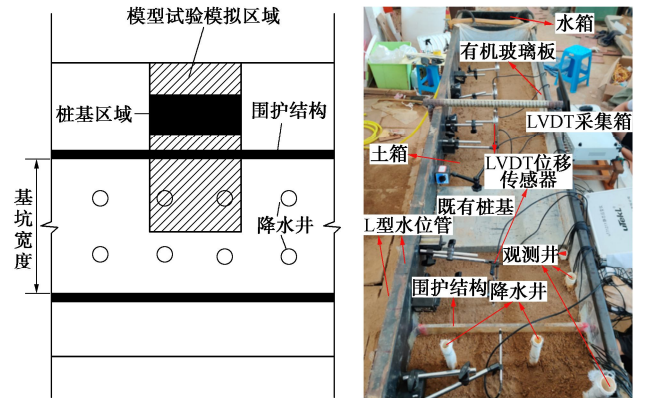 模型试验模拟区域
桩基区域
围护结构
基坑宽度
降水井
水箱
有机玻璃板
LVDT采集箱
土箱
LVDT位移
传感器
既有桩基
L型水位管
观测井
围护结构
降水井